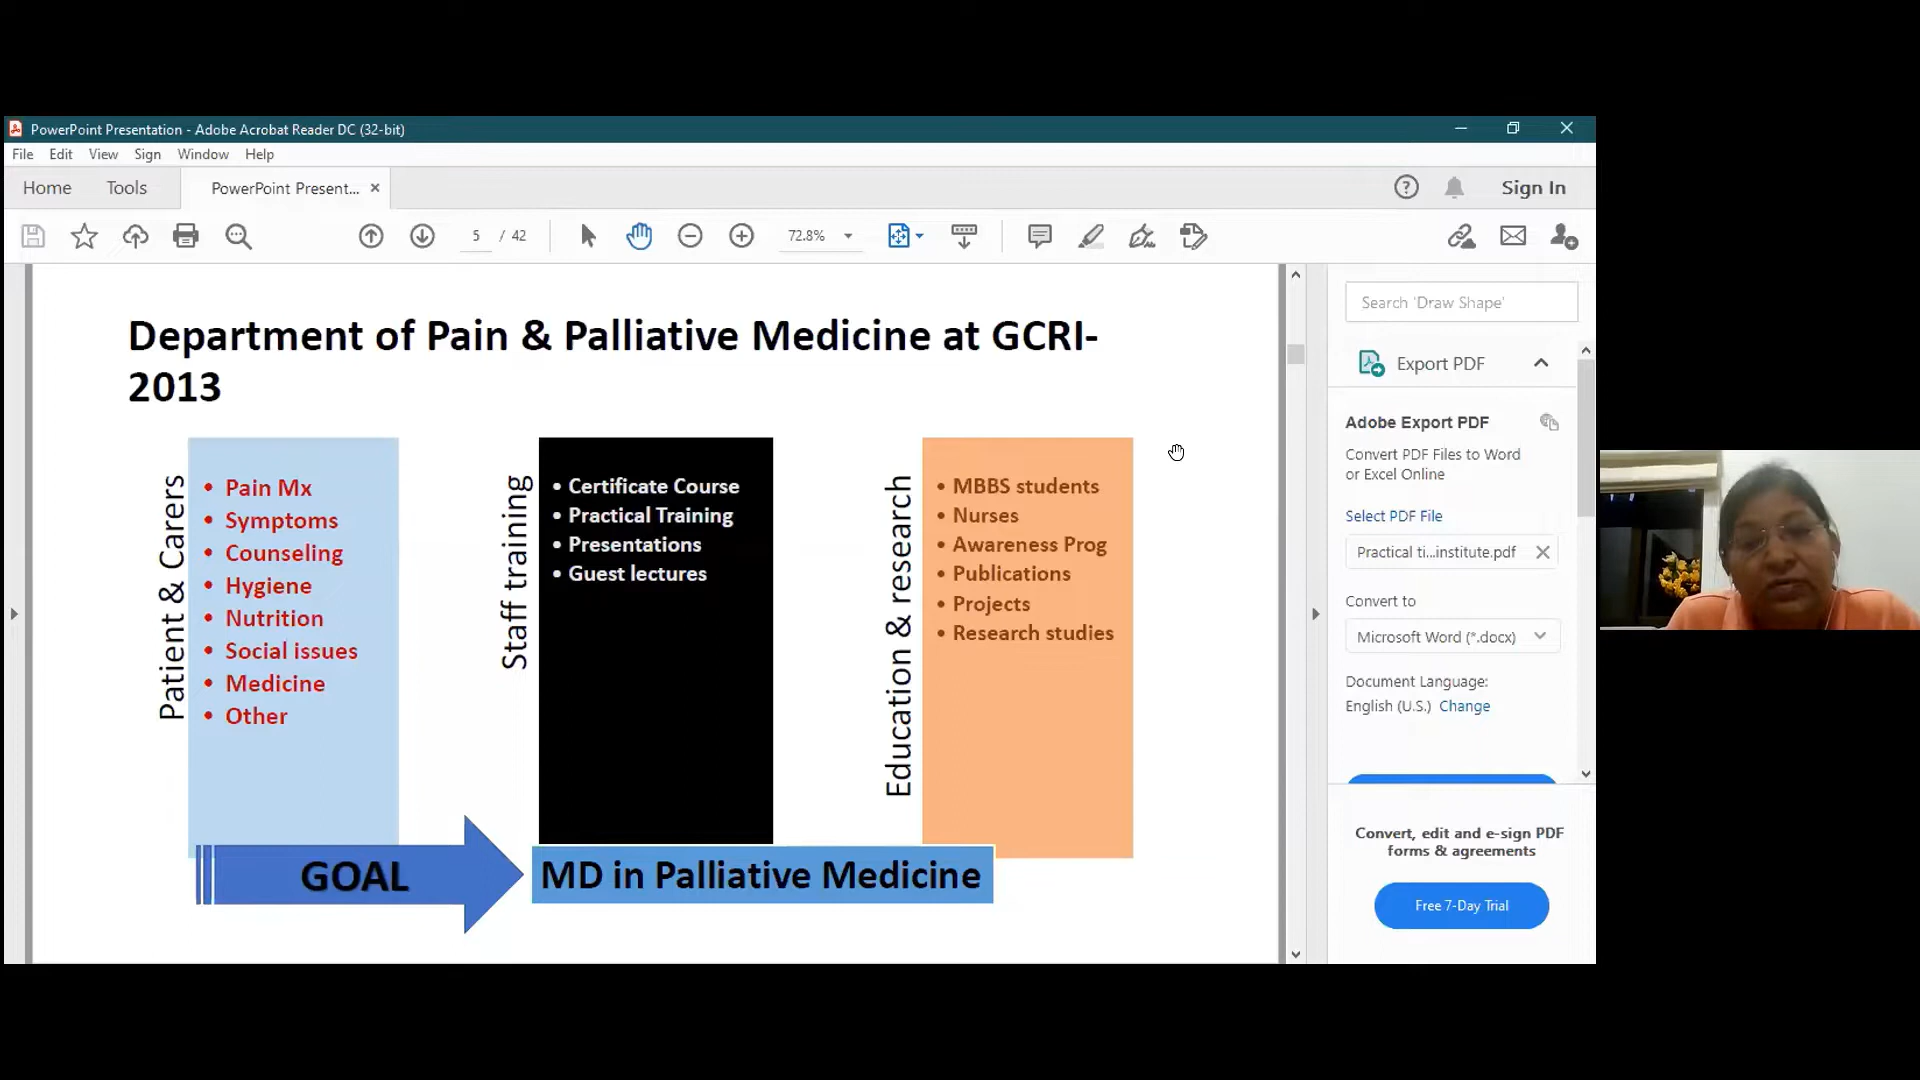 PowerPoint Presentation - Adobe Acrobat Reader DC (32-bit)
File Edit View Sign Window Help
Home Tools PowerPoint Present... Sign In
5 / 42 72.8%
Department of Pain & Palliative Medicine at GCRI-
2013
Patient & Carers
• Pain Mx
• Symptoms
• Counseling
• Hygiene
• Nutrition
• Social issues
• Medicine
• Other
Staff training
• Certificate Course
• Practical Training
• Presentations
• Guest lectures
Education & research
• MBBS students
• Nurses
• Awareness Prog
• Publications
• Projects
• Research studies
GOAL
MD in Palliative Medicine
Search 'Draw Shape'
Export PDF
Adobe Export PDF
Convert PDF Files to Word
or Excel Online
Select PDF File
Practical ti...institute.pdf
Convert to
Microsoft Word (*.docx)
Document Language:
English (U.S.) Change
Convert, edit and e-sign PDF
forms & agreements
Free 7-Day Trial